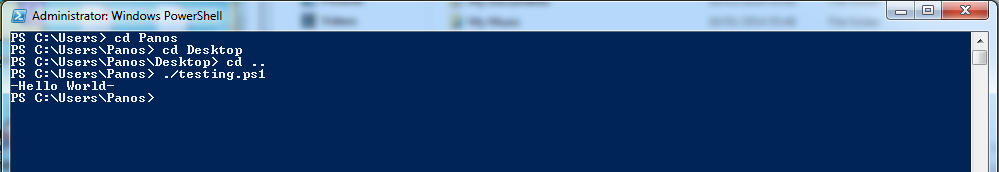 Administrator: Windows PowerShell
PS C:\Users> cd Panos
PS C:\Users\Panos> cd Desktop
PS C:\Users\Panos\Desktop> cd ..
PS C:\Users\Panos> ./testing.ps1
-Hello World-
PS C:\Users\Panos>